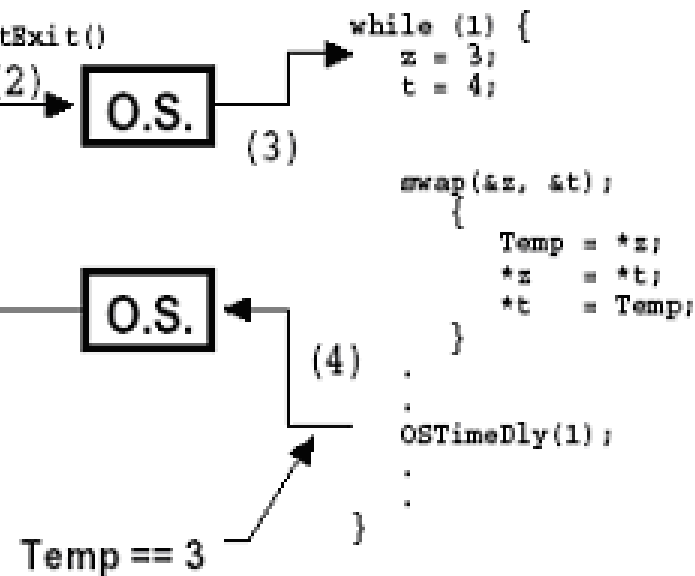 tExit()
(2)
O.S.
(3)
while (1) {
z = 3;
t = 4;
swap(&z, &t);
{
Temp = *z;
*z = *t;
*t = Temp;
}
.
.
OSTimeDly(1);
.
.
}
O.S.
(4)
Temp == 3